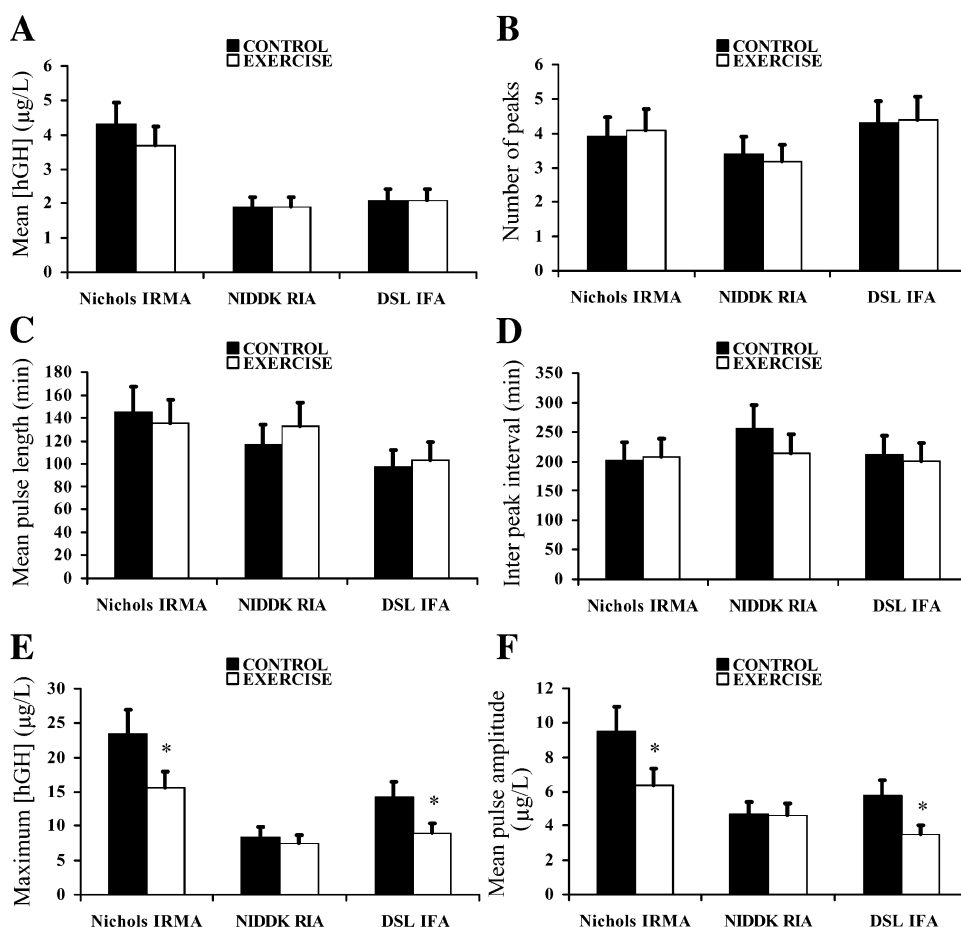 A
CONTROL
EXERCISE
Mean [hGH] (µg/L)
6
5
4
3
2
1
0
Nichols IRMA NIDDK RIA DSL IFA
B
CONTROL
EXERCISE
Number of peaks
6
5
4
3
2
1
0
Nichols IRMA NIDDK RIA DSL IFA
C
CONTROL
EXERCISE
Mean pulse length (min)
180
160
140
120
100
80
60
40
20
0
Nichols IRMA NIDDK RIA DSL IFA
D
CONTROL
EXERCISE
Inter peak interval (min)
350
300
250
200
150
100
50
0
Nichols IRMA NIDDK RIA DSL IFA
E
CONTROL
EXERCISE
Maximum [hGH] (µg/L)
30
25
20
15
10
5
0
*
*
Nichols IRMA NIDDK RIA DSL IFA
F
CONTROL
EXERCISE
Mean pulse amplitude
(µg/L)
12
10
8
6
4
2
0
*
*
Nichols IRMA NIDDK RIA DSL IFA